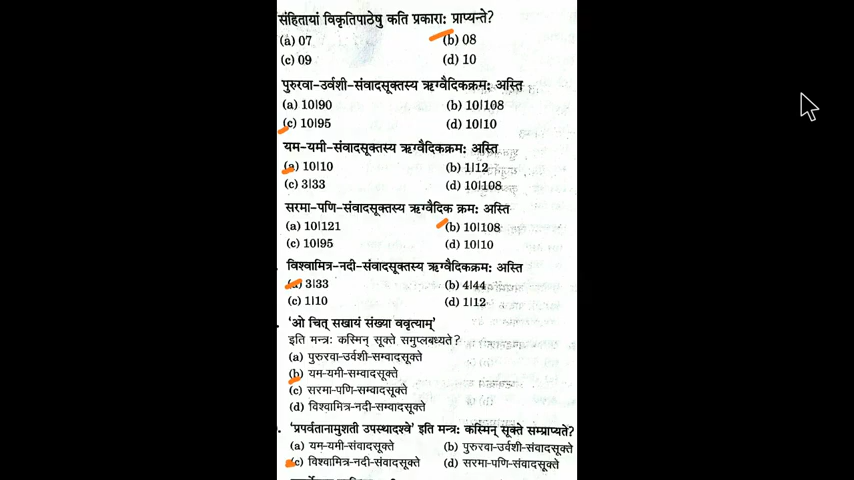 संहितायां विकृतिपाठेषु कति प्रकाराः प्राप्यन्ते?
(a) 07 (b) 08
(c) 09 (d) 10
पुरुरवा-उर्वशी-संवादसूक्तस्य ऋग्वैदिकक्रमः अस्ति
(a) 10।90 (b) 10।108
(c) 10।95 (d) 10।10
यम-यमी-संवादसूक्तस्य ऋग्वैदिकक्रमः अस्ति
(a) 10।10 (b) 1।12
(c) 3।33 (d) 10।108
सरमा-पणि-संवादसूक्तस्य ऋग्वैदिक क्रमः अस्ति
(a) 10।121 (b) 10।108
(c) 10।95 (d) 10।10
विश्वामित्र-नदी-संवादसूक्तस्य ऋग्वैदिकक्रमः अस्ति
(a) 3।33 (b) 4।44
(c) 1।10 (d) 1।12
'ओ चित् सखायं संख्या ववृत्याम्'
इति मन्त्रः कस्मिन् सूक्ते समुप्लबध्यते?
(a) पुरुरवा-उर्वशी-सम्वादसूक्ते
(b) यम-यमी-सम्वादसूक्ते
(c) सरमा-पणि-सम्वादसूक्ते
(d) विश्वामित्र-नदी-सम्वादसूक्ते
'प्रपर्वतानामुशती उपस्थादश्वे' इति मन्त्रः कस्मिन् सूक्ते सम्प्राप्यते?
(a) यम-यमी-संवादसूक्ते (b) पुरुरवा-उर्वशी-संवादसूक्ते
(c) विश्वामित्र-नदी-संवादसूक्ते (d) सरमा-पणि-संवादसूक्ते